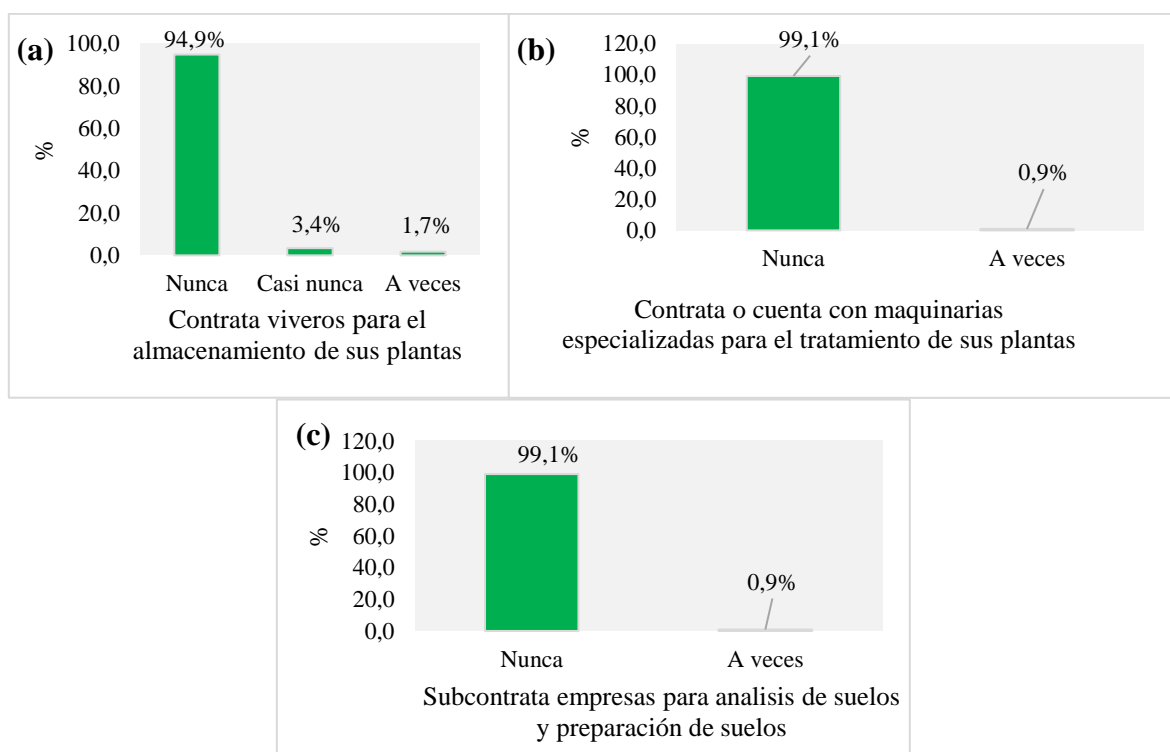 (a)
100,0
80,0
60,0
40,0
20,0
0,0
%
94,9%
3,4%
1,7%
Nunca Casi nunca A veces
Contrata viveros para el
almacenamiento de sus plantas
(b)
120,0
100,0
80,0
60,0
40,0
20,0
0,0
%
99,1%
0,9%
Nunca A veces
Contrata o cuenta con maquinarias
especializadas para el tratamiento de sus plantas
(c)
120,0
100,0
80,0
60,0
40,0
20,0
0,0
%
99,1%
0,9%
Nunca A veces
Subcontrata empresas para analisis de suelos
y preparación de suelos